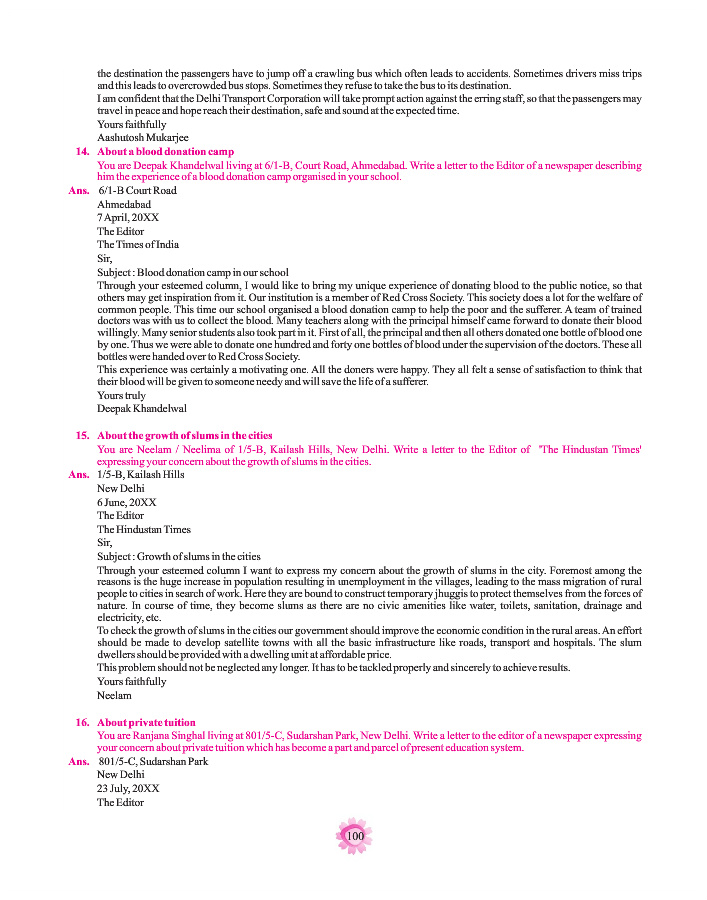 the destination the passengers have to jump off a crawling bus which often leads to accidents. Sometimes drivers miss trips
and this leads to overcrowded bus stops. Sometimes they refuse to take the bus to its destination.
I am confident that the Delhi Transport Corporation will take prompt action against the erring staff, so that the passengers may
travel in peace and hope reach their destination, safe and sound at the expected time.
Yours faithfully
Aashutosh Mukarjee
14. About a blood donation camp
You are Deepak Khandelwal living at 6/1-B, Court Road, Ahmedabad. Write a letter to the Editor of a newspaper describing
him the experience of a blood donation camp organised in your school.
Ans. 6/1-B Court Road
Ahmedabad
7 April, 20XX
The Editor
The Times of India
Sir,
Subject : Blood donation camp in our school
Through your esteemed column, I would like to bring my unique experience of donating blood to the public notice, so that
others may get inspiration from it. Our institution is a member of Red Cross Society. This society does a lot for the welfare of
common people. This time our school organised a blood donation camp to help the poor and the sufferer. A team of trained
doctors was with us to collect the blood. Many teachers along with the principal himself came forward to donate their blood
willingly. Many senior students also took part in it. First of all, the principal and then all others donated one bottle of blood one
by one. Thus we were able to donate one hundred and forty one bottles of blood under the supervision of the doctors. These all
bottles were handed over to Red Cross Society.
This experience was certainly a motivating one. All the doners were happy. They all felt a sense of satisfaction to think that
their blood will be given to someone needy and will save the life of a sufferer.
Yours truly
Deepak Khandelwal
15. About the growth of slums in the cities
You are Neelam / Neelima of 1/5-B, Kailash Hills, New Delhi. Write a letter to the Editor of 'The Hindustan Times'
expressing your concern about the growth of slums in the cities.
Ans. 1/5-B, Kailash Hills
New Delhi
6 June, 20XX
The Editor
The Hindustan Times
Sir,
Subject : Growth of slums in the cities
Through your esteemed column I want to express my concern about the growth of slums in the city. Foremost among the
reasons is the huge increase in population resulting in unemployment in the villages, leading to the mass migration of rural
people to cities in search of work. Here they are bound to construct temporary jhuggis to protect themselves from the forces of
nature. In course of time, they become slums as there are no civic amenities like water, toilets, sanitation, drainage and
electricity, etc.
To check the growth of slums in the cities our government should improve the economic condition in the rural areas. An effort
should be made to develop satellite towns with all the basic infrastructure like roads, transport and hospitals. The slum
dwellers should be provided with a dwelling unit at affordable price.
This problem should not be neglected any longer. It has to be tackled properly and sincerely to achieve results.
Yours faithfully
Neelam
16. About private tuition
You are Ranjana Singhal living at 801/5-C, Sudarshan Park, New Delhi. Write a letter to the editor of a newspaper expressing
your concern about private tuition which has become a part and parcel of present education system.
Ans. 801/5-C, Sudarshan Park
New Delhi
23 July, 20XX
The Editor
100